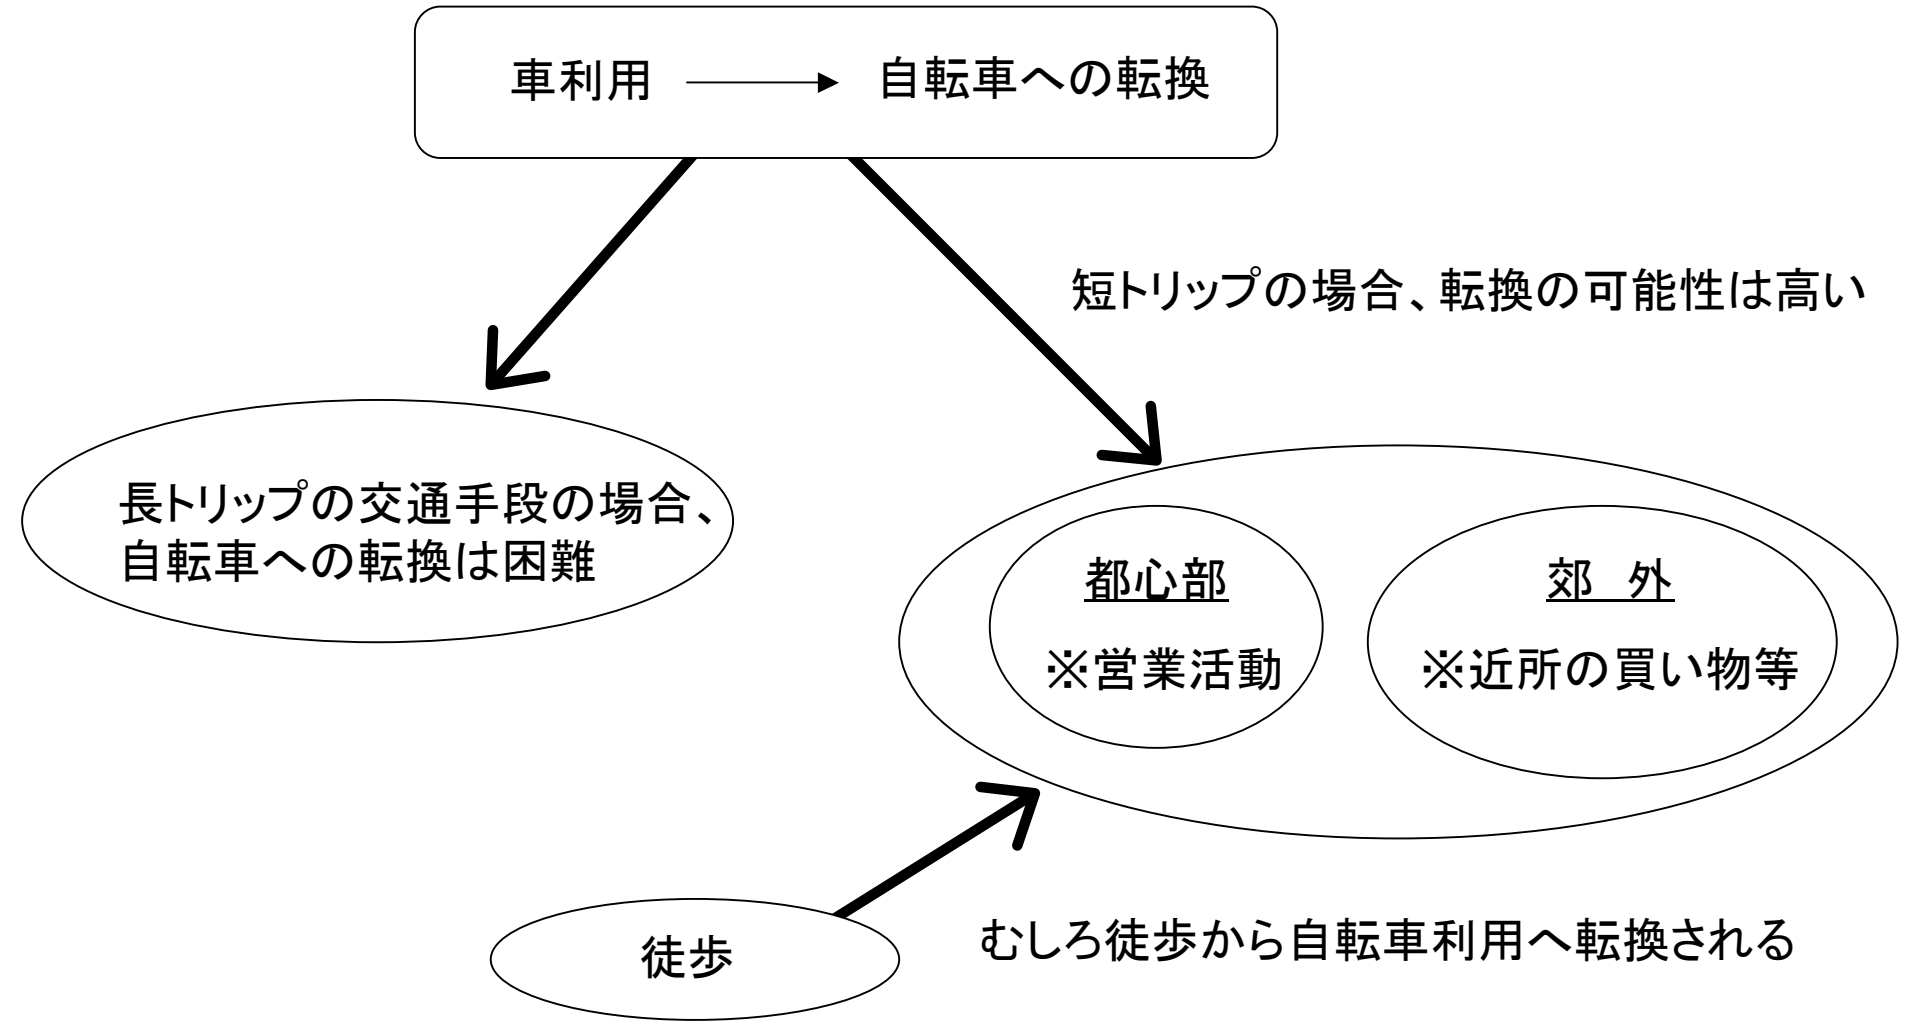 車利用 → 自転車への転換
短トリップの場合、転換の可能性は高い
長トリップの交通手段の場合、
自転車への転換は困難
都心部
※営業活動
郊　外
※近所の買い物等
徒歩
むしろ徒歩から自転車利用へ転換される